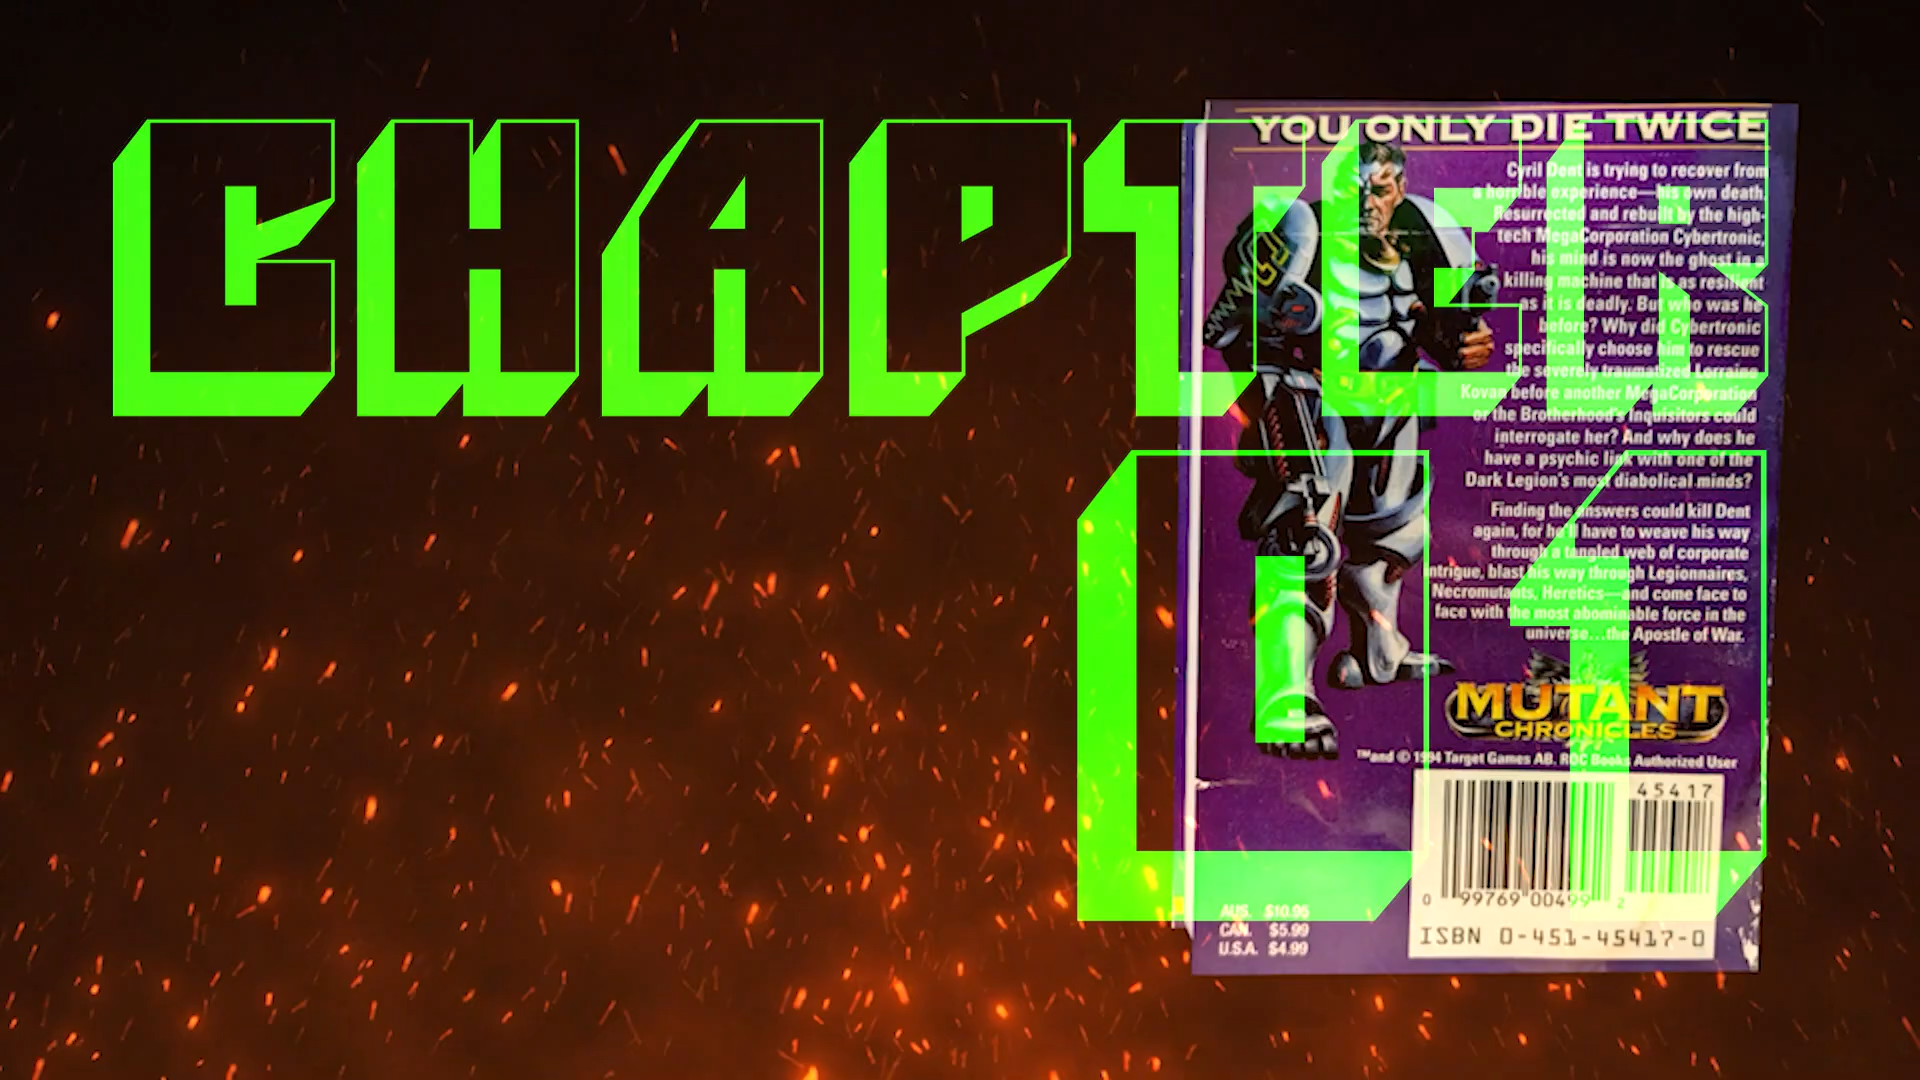 CHAPTER
01
YOU ONLY DIE TWICE
Cyril Dent is trying to recover from
a horrible experience—his own death.
Resurrected and rebuilt by the high-
tech MegaCorporation Cybertronic,
his mind is now the ghost in a
killing machine that is as resilient
as it is deadly. But who was he
before? Why did Cybertronic
specifically choose him to rescue
the severely traumatized Lorraine
Kovan before another MegaCorporation
or the Brotherhood's Inquisitors could
interrogate her? And why does he
have a psychic link with one of the
Dark Legion's most diabolical minds?
Finding the answers could kill Dent
again, for he'll have to weave his way
through a tangled web of corporate
intrigue, blast his way through Legionnaires,
Necromutants, Heretics—and come face to
face with the most abominable force in the
universe...the Apostle of War.
MUTANT
CHRONICLES
™and © 1994 Target Games AB. ROC Books Authorized User
45417
0 99769 00499 2
ISBN 0-451-45417-0
AUS. $10.95
CAN. $5.99
U.S.A. $4.99